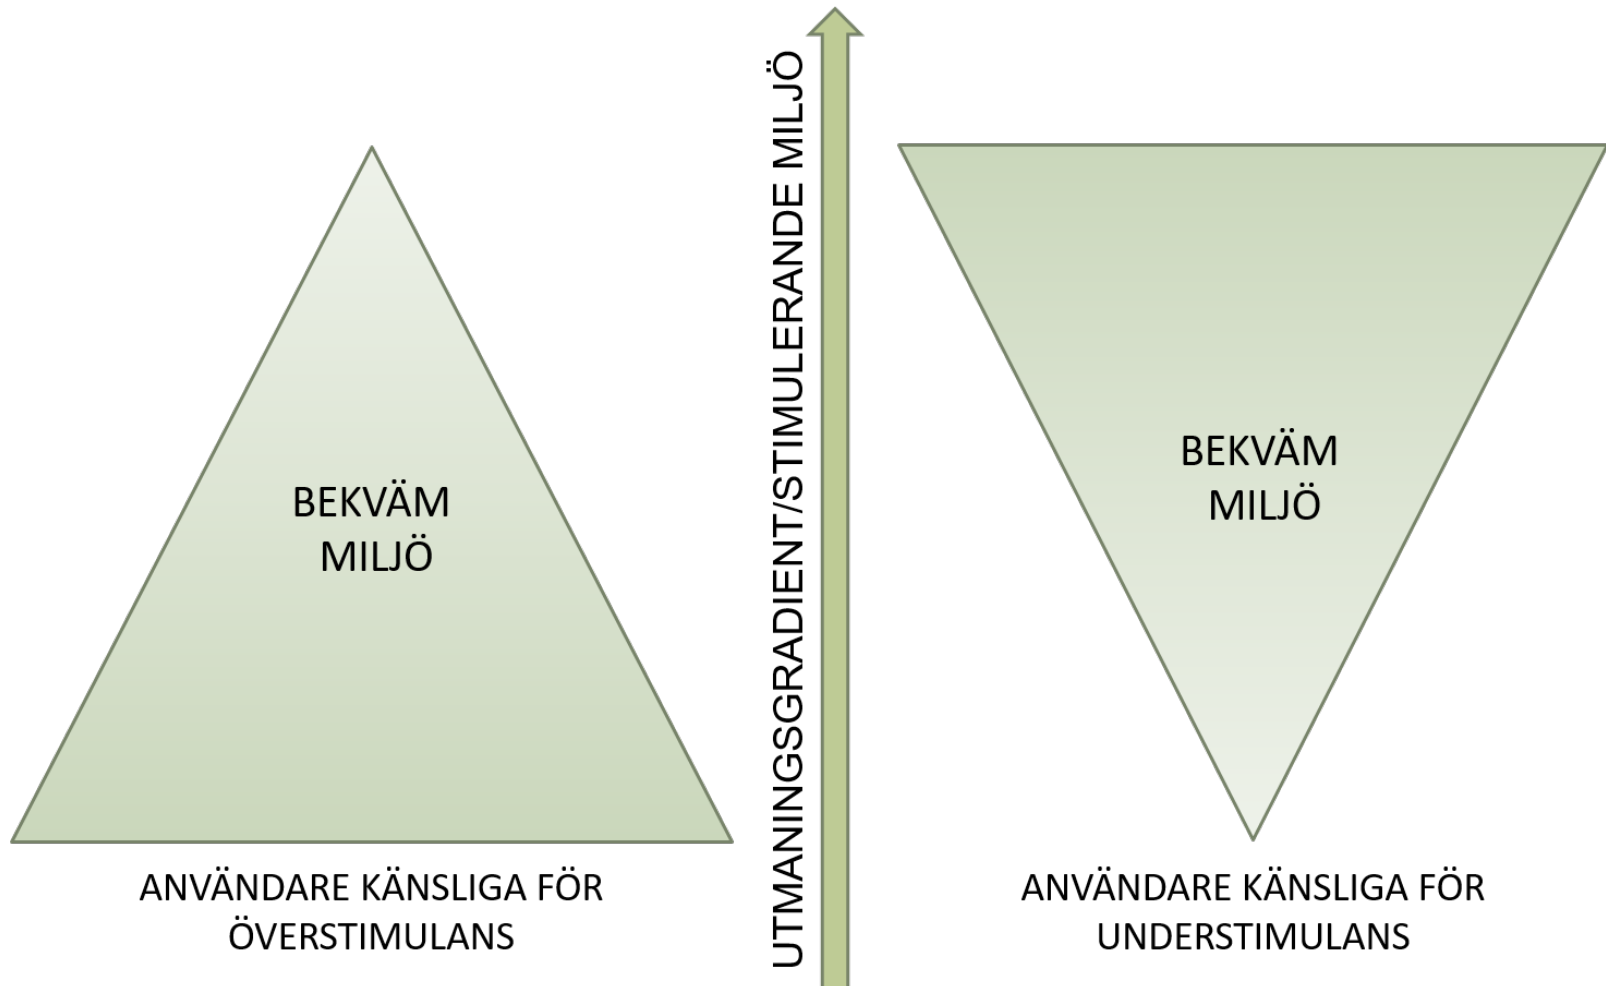 BEKVÄM
MILJÖ
ANVÄNDARE KÄNSLIGA FÖR
ÖVERSTIMULANS
UTMANINGSGRADIENT/STIMULERANDE MILJÖ
BEKVÄM
MILJÖ
ANVÄNDARE KÄNSLIGA FÖR
UNDERSTIMULANS